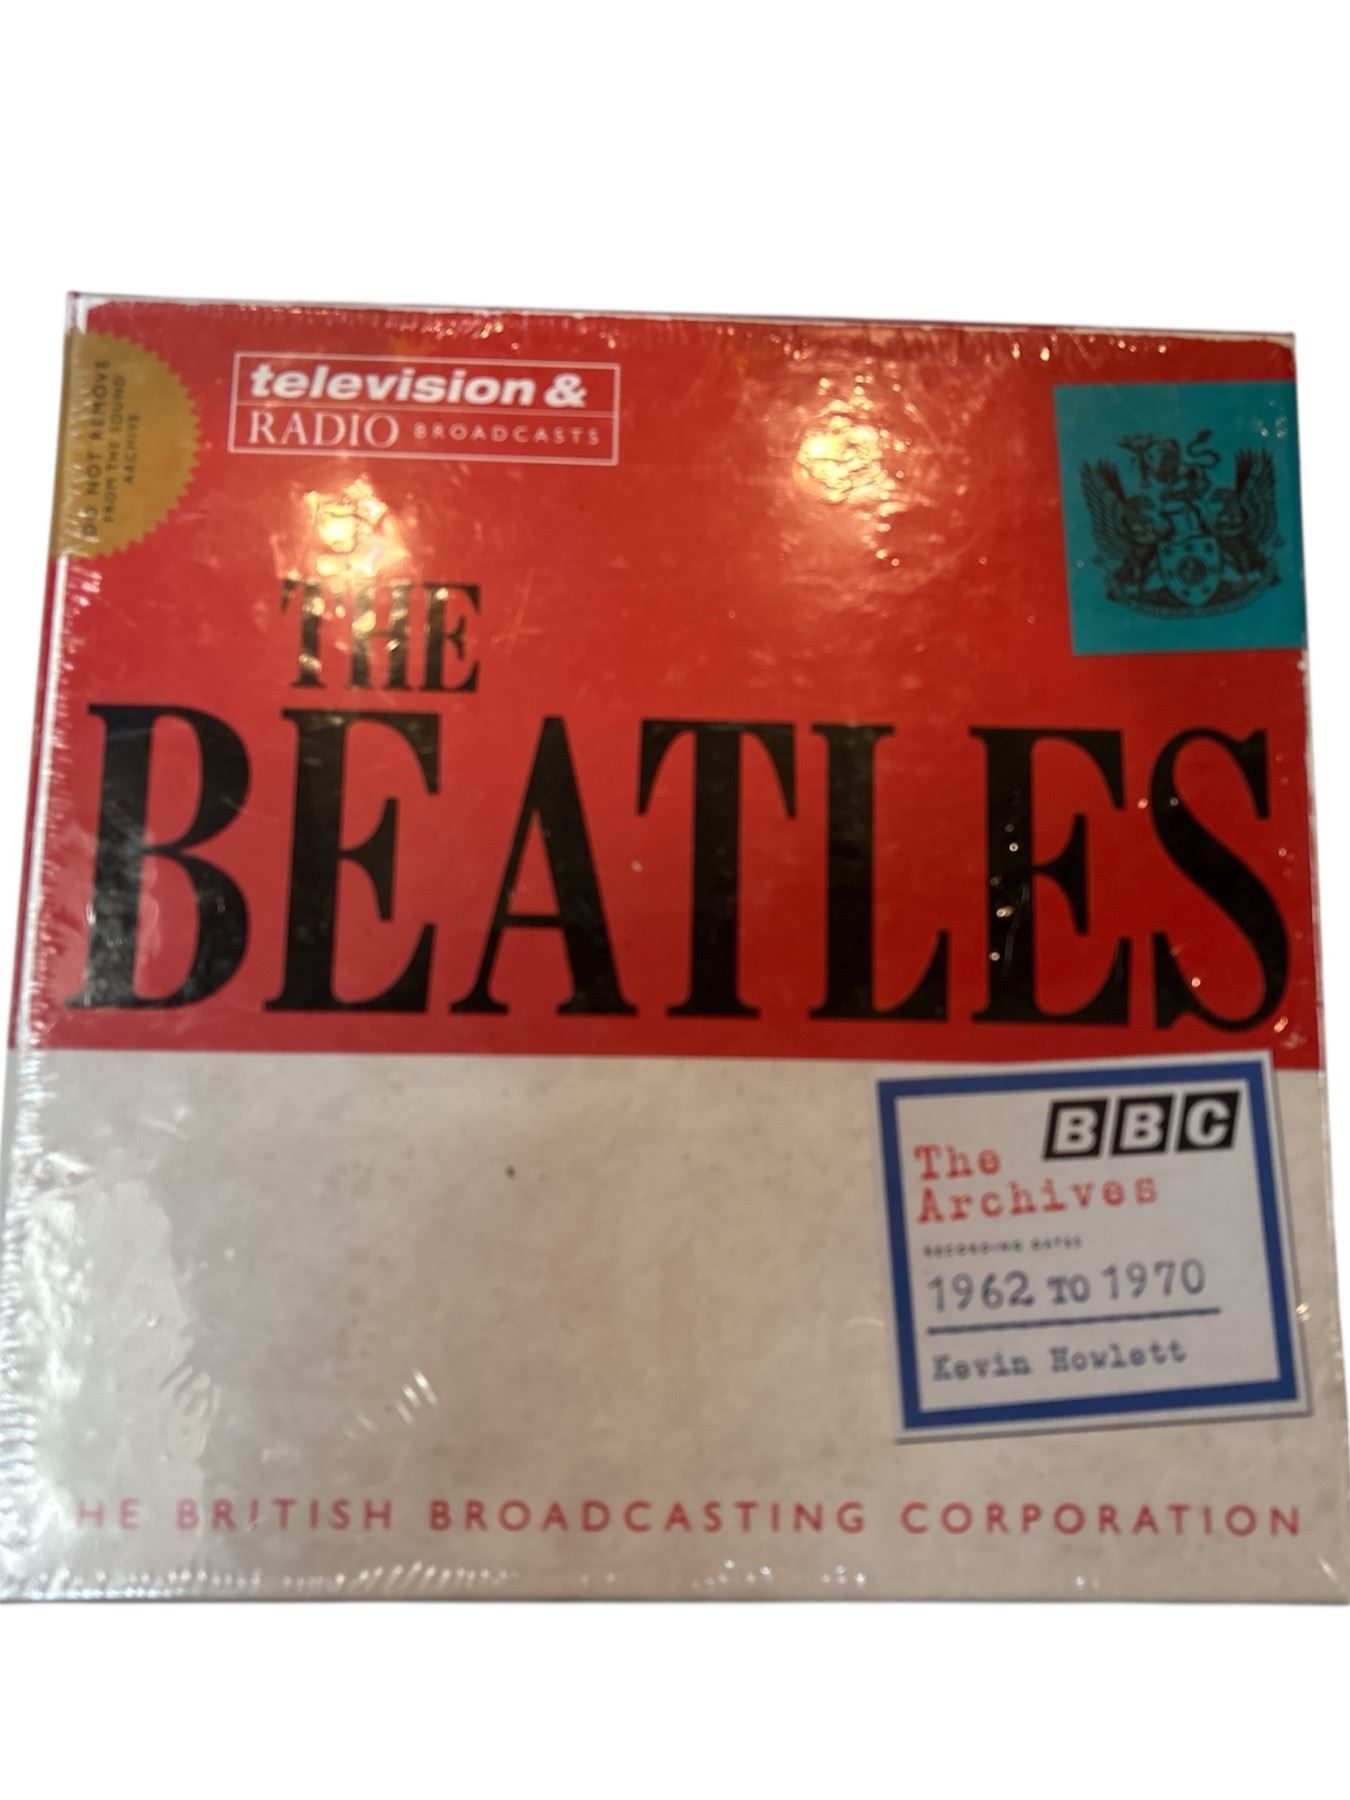 DO NOT REMOVE
FROM THE SOUND
ARCHIVE
television &
RADIO BROADCASTS
THE
BEATLES
BBC
The
Archives
RECORDING DATES
1962 TO 1970
Kevin Howlett
HE BRITISH BROADCASTING CORPORATION